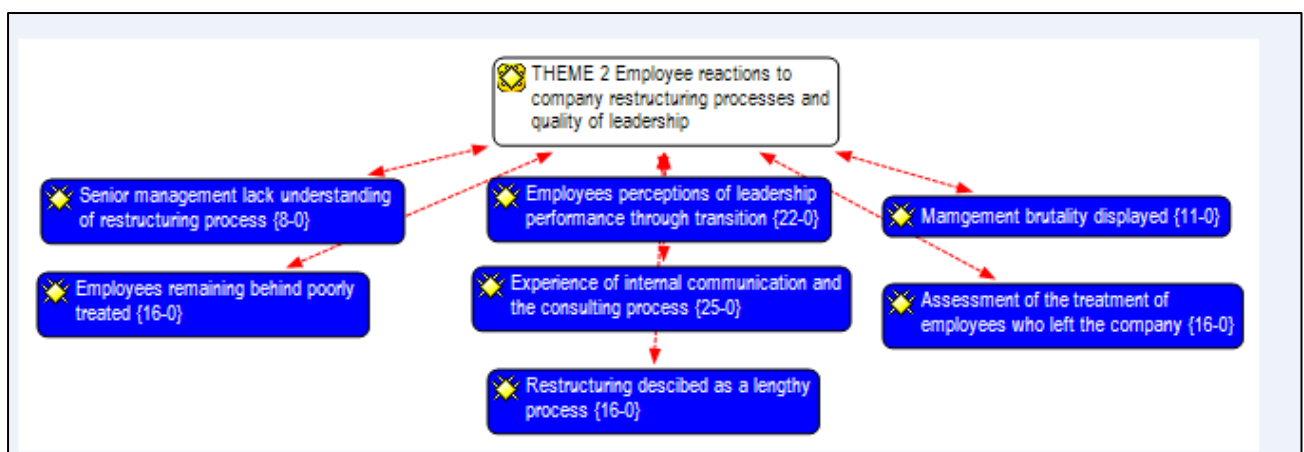 THEME 2 Employee reactions to
company restructuring processes and
quality of leadership
Senior management lack understanding
of restructuring process {8-0}
Employees perceptions of leadership
performance through transition {22-0}
Mamgement brutality displayed {11-0}
Employees remaining behind poorly
treated {16-0}
Experience of internal communication and
the consulting process {25-0}
Assessment of the treatment of
employees who left the company {16-0}
Restructuring descibed as a lengthy
process {16-0}